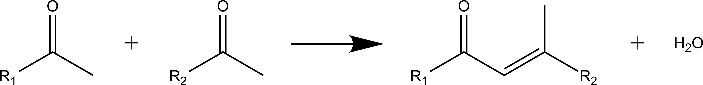 O O O
R1 + R2 R1 R2 + H2O